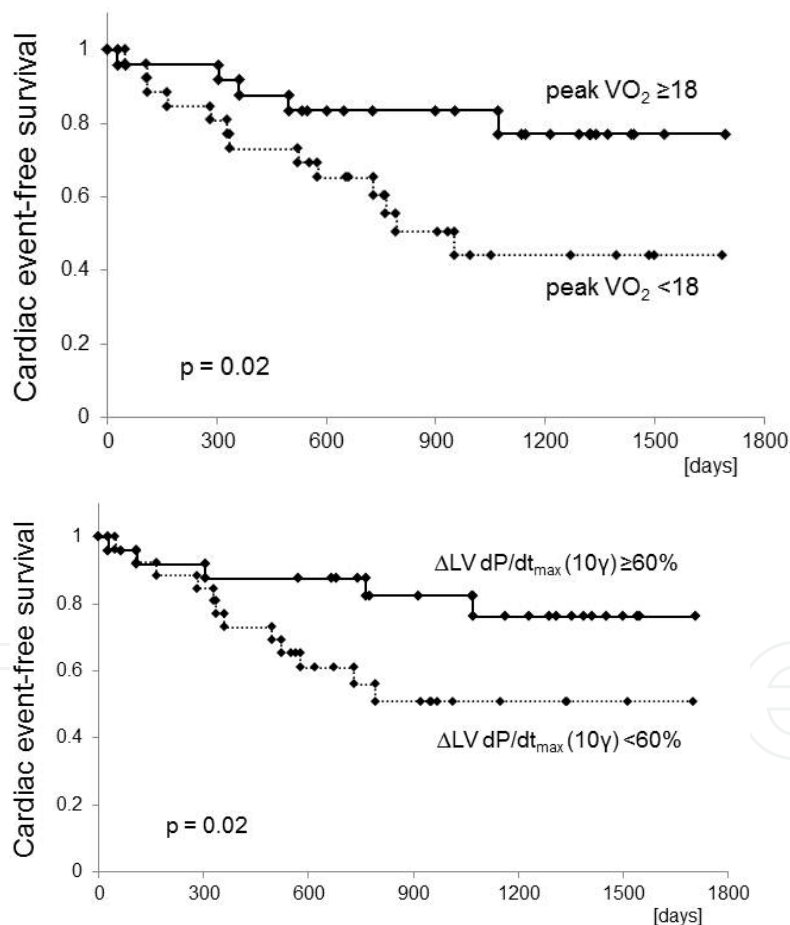 Cardiac event-free survival
1
0.8
0.6
0.4
0.2
0
peak VO₂ ≥18
peak VO₂ <18
p = 0.02
0 300 600 900 1200 1500 1800
[days]
Cardiac event-free survival
1
0.8
0.6
0.4
0.2
0
ΔLV dP/dtmax (10γ) ≥60%
ΔLV dP/dtmax (10γ) <60%
p = 0.02
0 300 600 900 1200 1500 1800
[days]